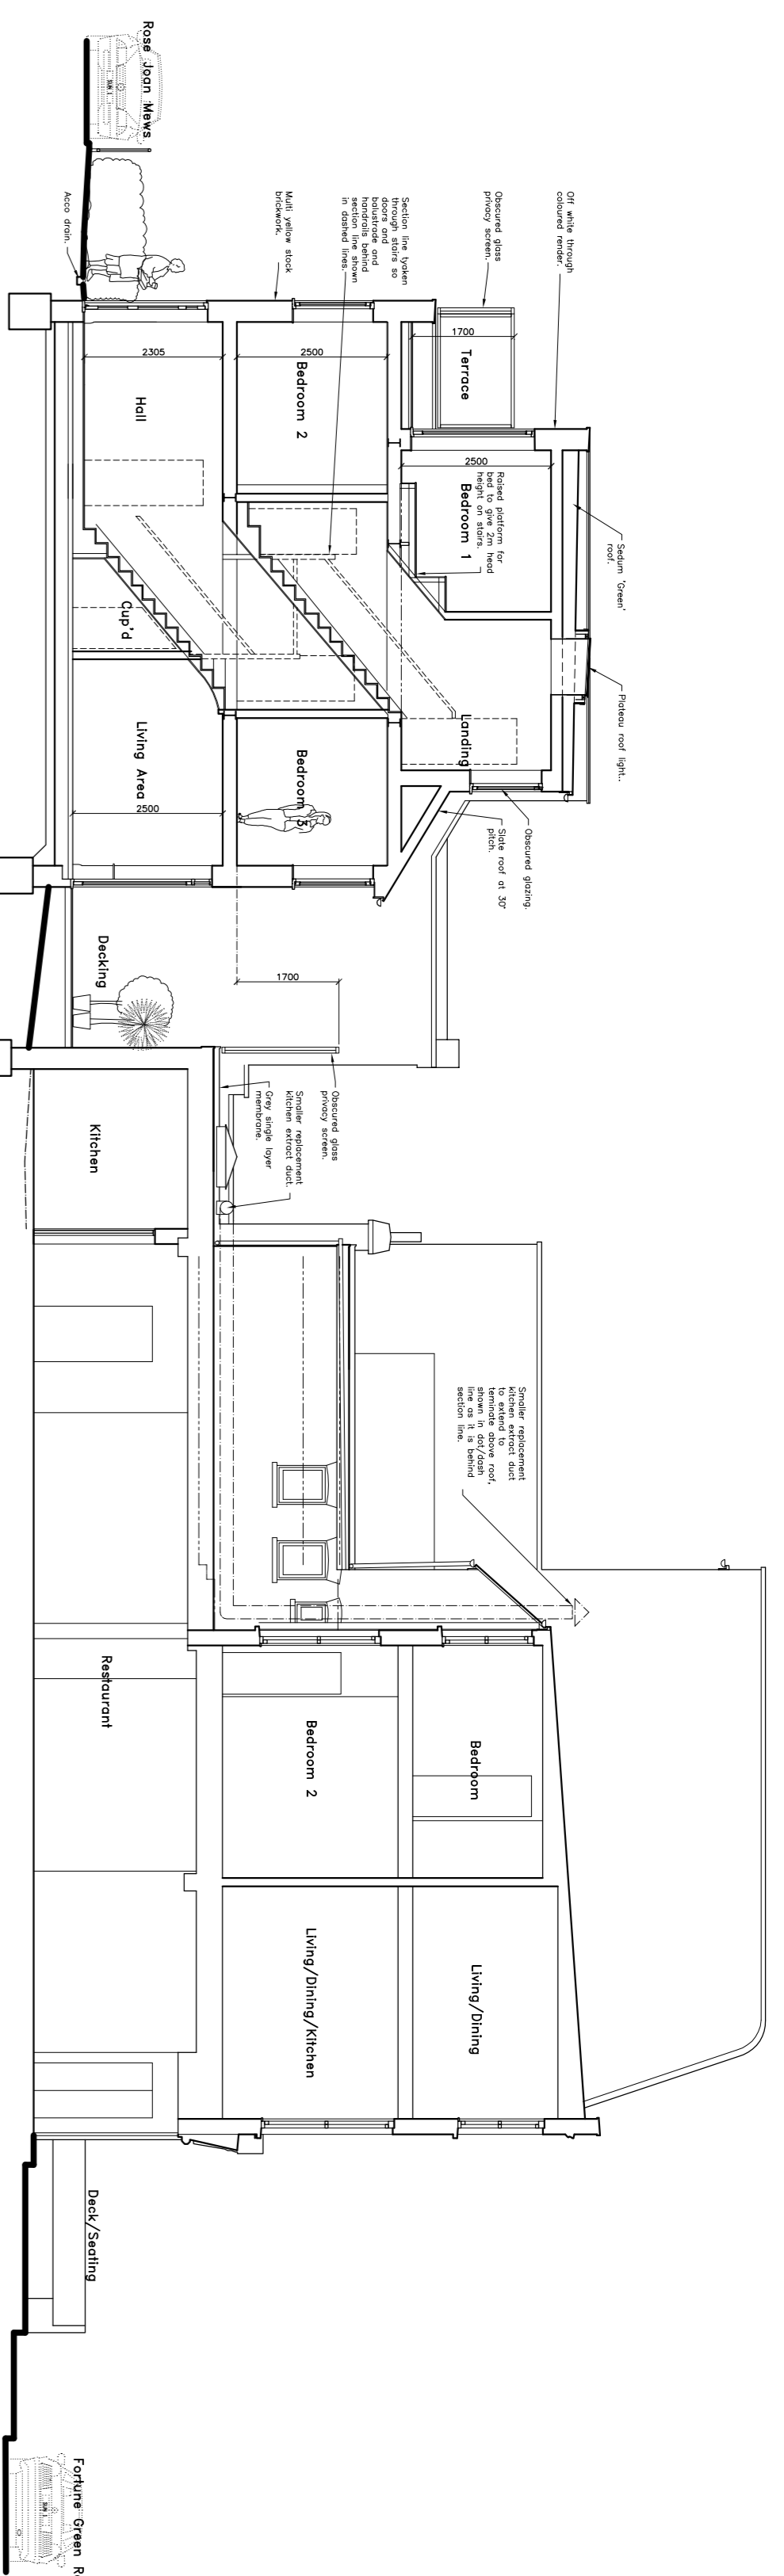 Rose Joan Mews
Acco drain.
Multi yellow stock
brickwork.
Section line tyaken
through stairs so
doors and
balustrade and
handrails behind
section line shown
in dashed lines.
Obscured glass
privacy screen.
Off white through
coloured render.
Sedum 'Green'
roof.
Plateau roof light..
1700
Terrace
2500
Bedroom 1
Raised platform for
bed to give 2m head
height on stairs.
2500
Bedroom 2
2305
Hall
Cup'd
Landing
Bedroom 3
Living Area
2500
Obscured glazing.
Slate roof at 30°
pitch.
Decking
1700
Obscured glass
privacy screen.
Smaller replacement
kitchen extract duct.
Grey single layer
membrane.
Kitchen
Smaller replacement
kitchen extract duct
to extend to
teminate above roof,
shown in dot/dash
line as it is behind
section line.
Bedroom
Bedroom 2
Restaurant
Living/Dining
Living/Dining/Kitchen
Deck/Seating
Fortune Green R